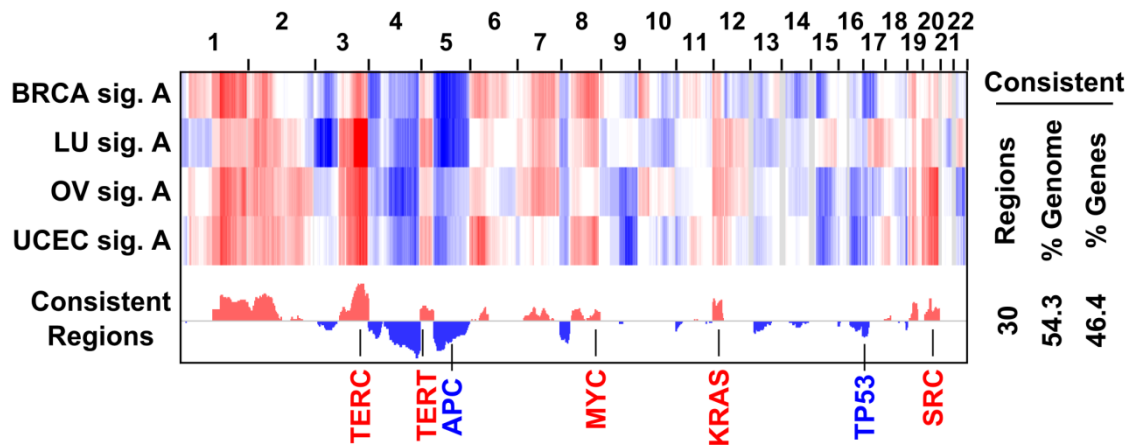 2 4 6 8 10 12 14 16 18 20 22
1 3 5 7 9 11 13 15 17 19 21
BRCA sig. A
LU sig. A
OV sig. A
UCEC sig. A
Consistent
Regions
Consistent
Regions
% Genome
% Genes
30
54.3
46.4
TERC
TERT
APC
MYC
KRAS
TP53
SRC